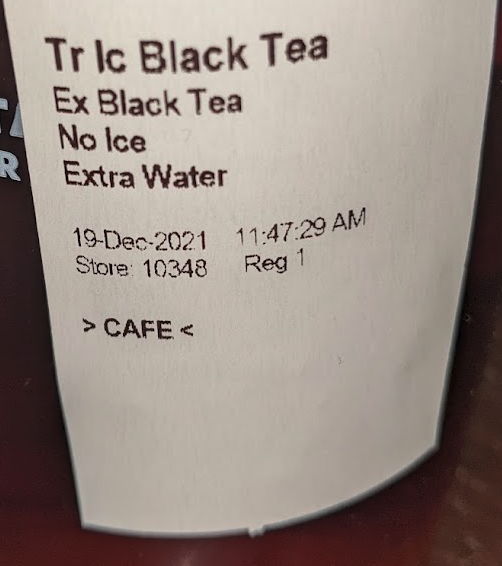 Tr Ic Black Tea
Ex Black Tea
No Ice
Extra Water
19-Dec-2021 11:47:29 AM
Store: 10348 Reg 1
> CAFE <